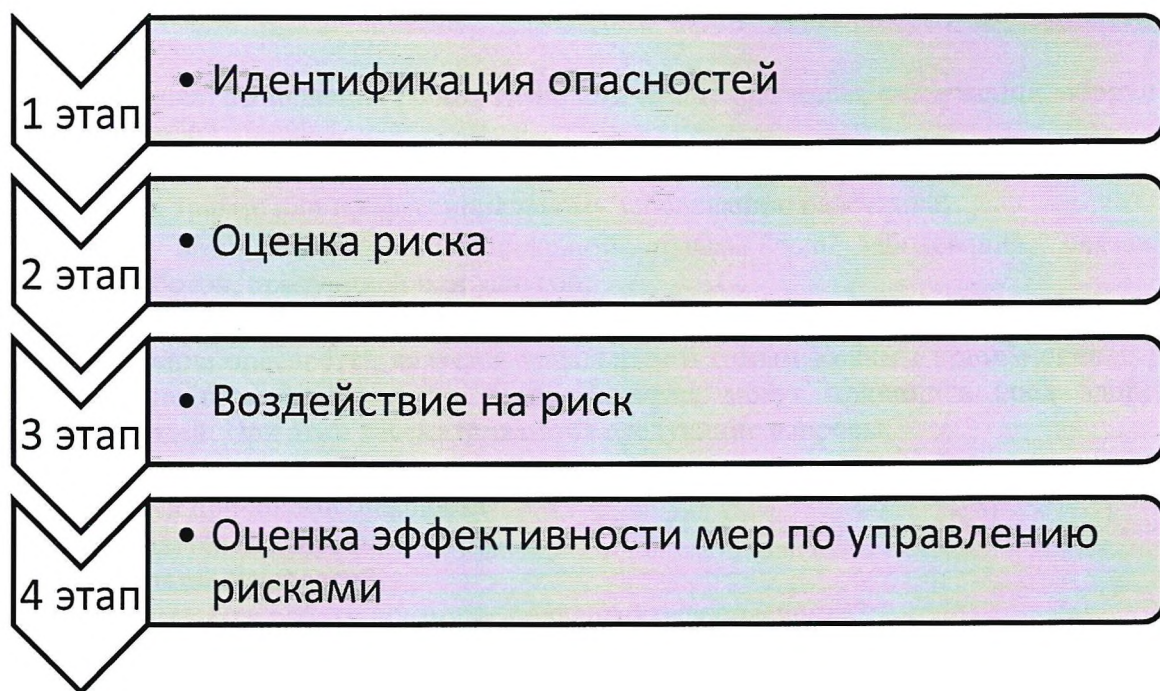 1 этап
• Идентификация опасностей
2 этап
• Оценка риска
3 этап
• Воздействие на риск
4 этап
• Оценка эффективности мер по управлению
рисками